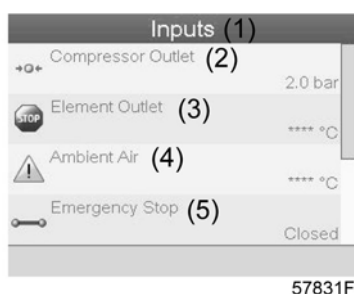 Inputs (1)
Compressor Outlet (2)
2.0 bar
STOP Element Outlet (3)
**** °C
Ambient Air (4)
**** °C
Emergency Stop (5)
Closed
57831F